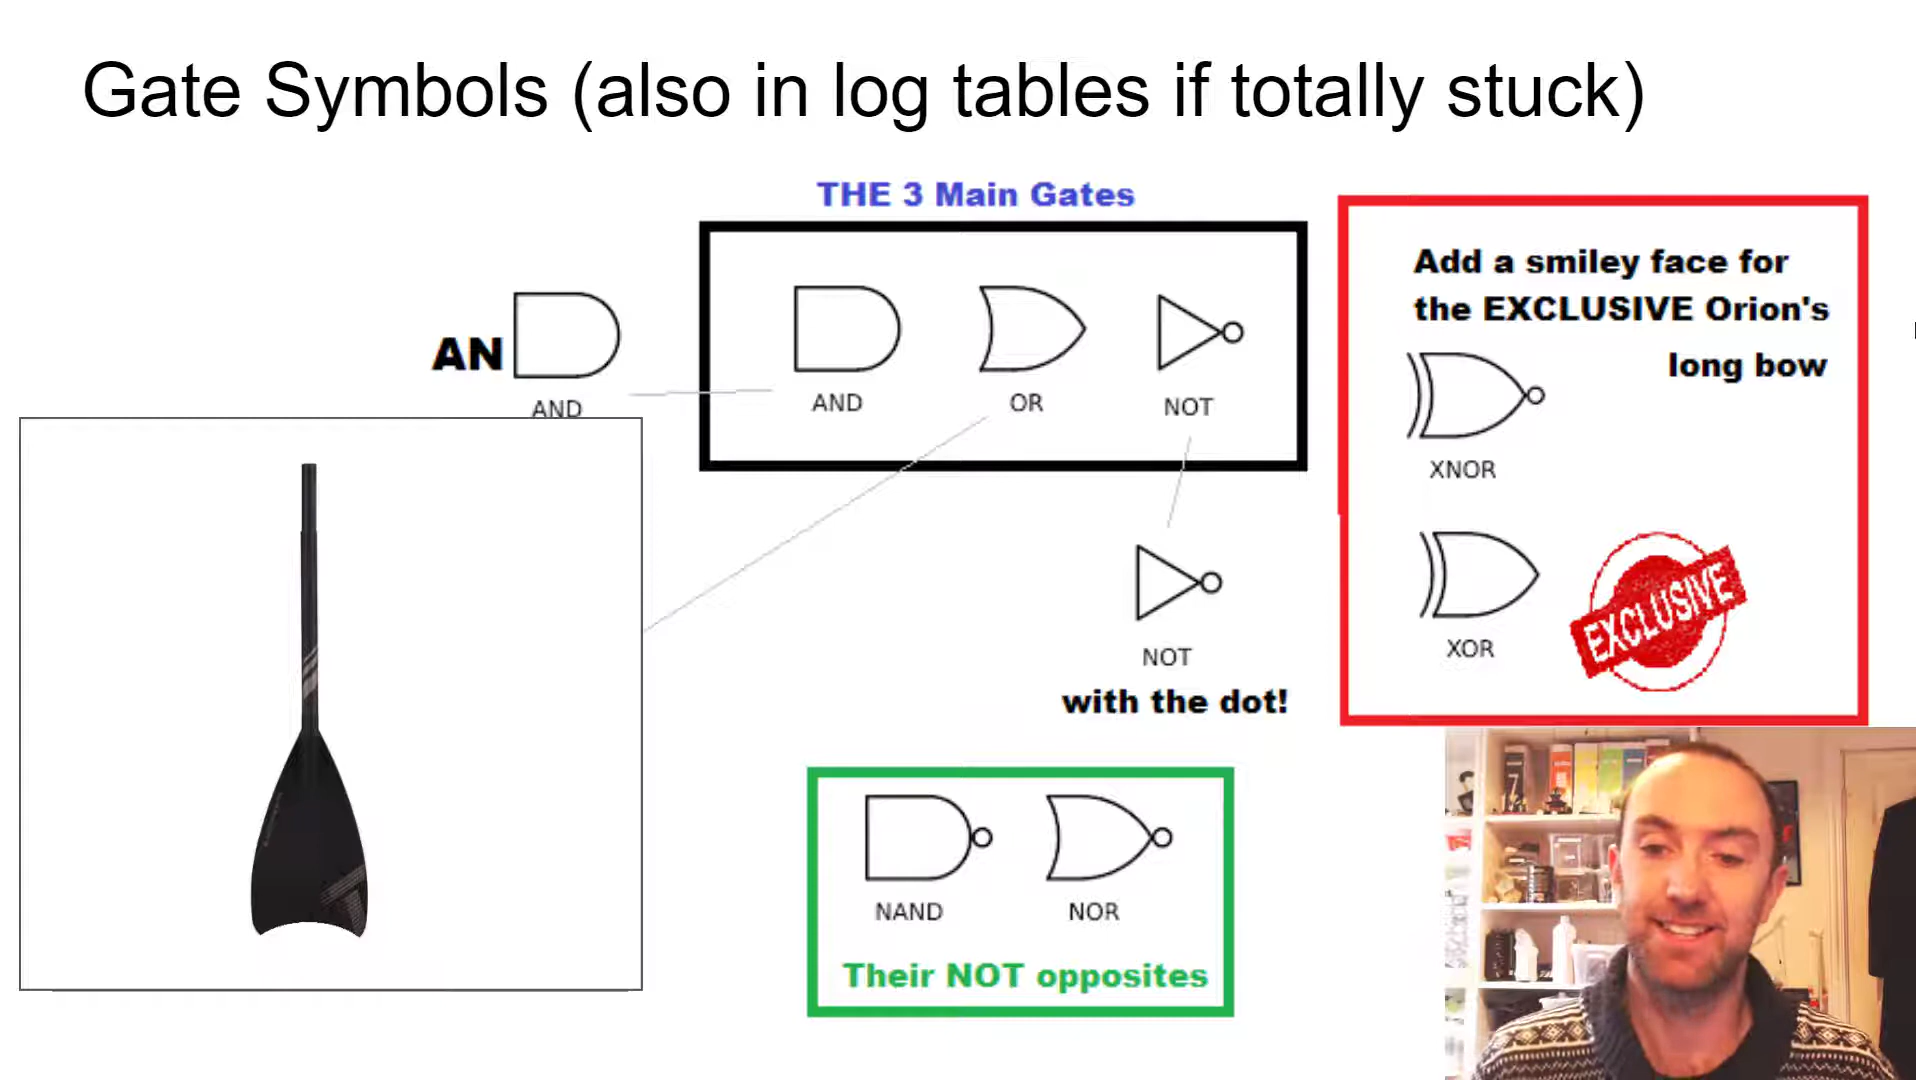 Gate Symbols (also in log tables if totally stuck)
THE 3 Main Gates
AN
AND
AND
OR
NOT
NOT
with the dot!
Add a smiley face for
the EXCLUSIVE Orion's
long bow
XNOR
XOR
EXCLUSIVE
NAND
NOR
Their NOT opposites